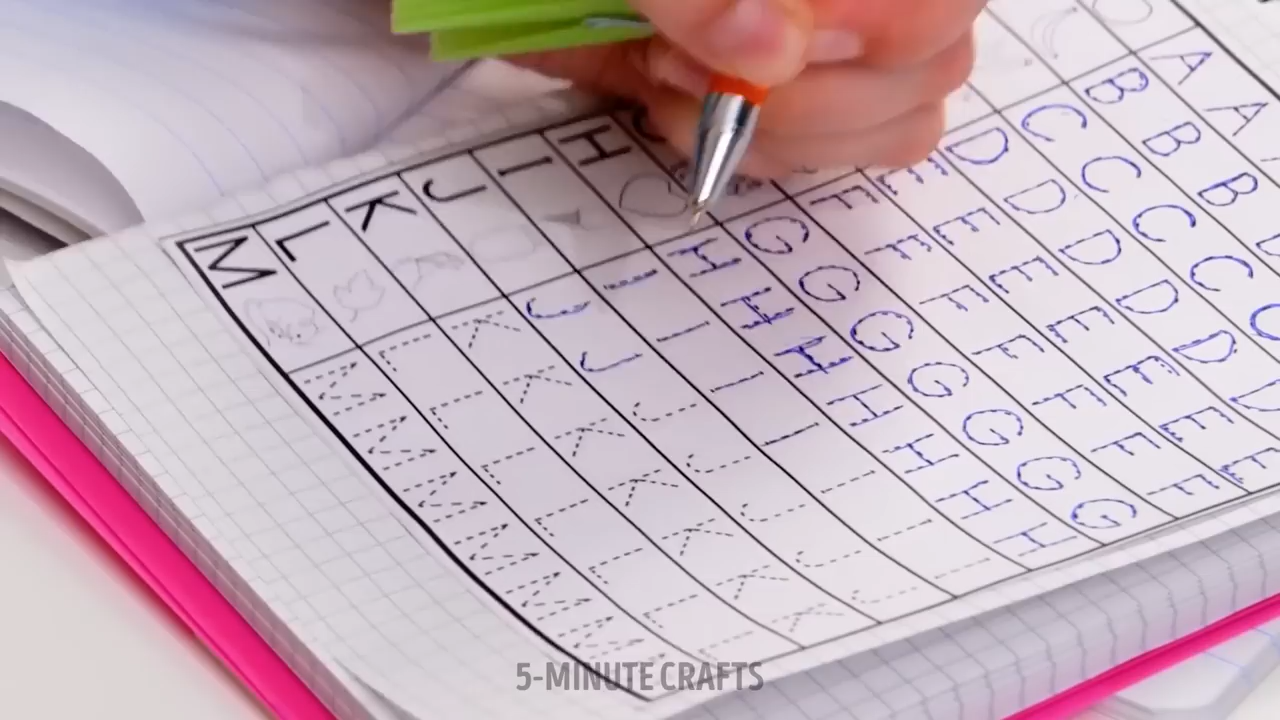 A A
B B B
C C C C C
D D D D D D
E E E E E E E
F F F F F F F
G G G G G G G
H H H H H H H H
I I I I I I I I
J J J J J J J J
K K K K K K K K
L L L L L L L L
M M M M M M M M
5-MINUTE CRAFTS